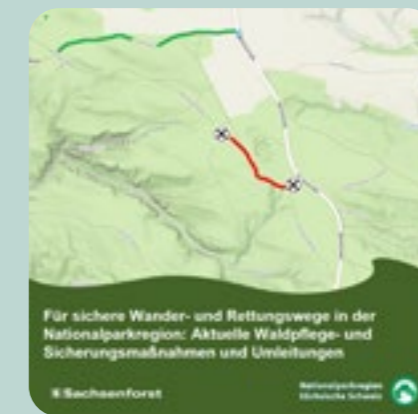 Für sichere Wander- und Rettungswege in der
Nationalparkregion: Aktuelle Waldpflege- und
Sicherungsmaßnahmen und Umleitungen
Sachsenforst
Nationalparkregion
Sächsische Schweiz